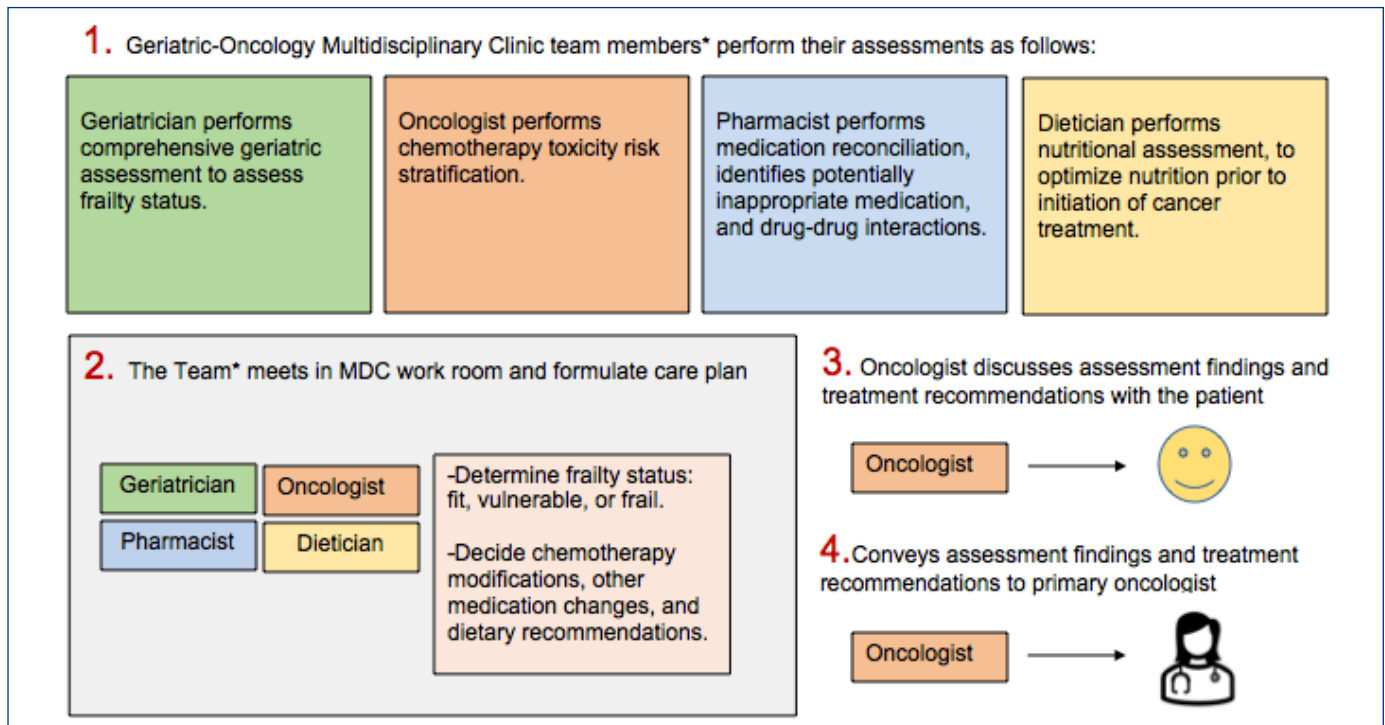 1. Geriatric-Oncology Multidisciplinary Clinic team members* perform their assessments as follows:
Geriatrician performs
comprehensive geriatric
assessment to assess
frailty status.
Oncologist performs
chemotherapy toxicity risk
stratification.
Pharmacist performs
medication reconciliation,
identifies potentially
inappropriate medication,
and drug-drug interactions.
Dietician performs
nutritional assessment, to
optimize nutrition prior to
initiation of cancer
treatment.
2. The Team* meets in MDC work room and formulate care plan
Geriatrician
Oncologist
Pharmacist
Dietician
-Determine frailty status:
fit, vulnerable, or frail.
-Decide chemotherapy
modifications, other
medication changes, and
dietary recommendations.
3. Oncologist discusses assessment findings and
treatment recommendations with the patient
Oncologist
4.Conveys assessment findings and treatment
recommendations to primary oncologist
Oncologist